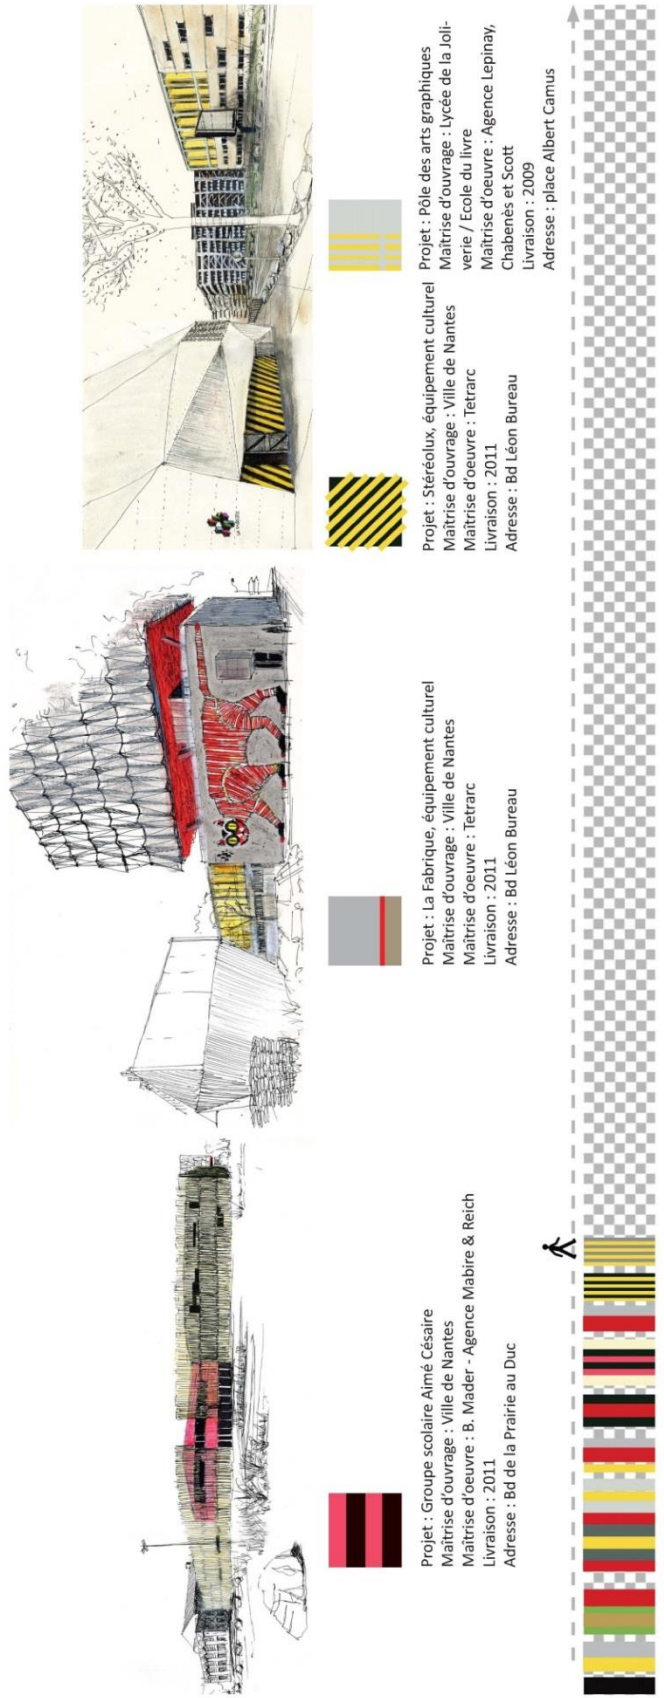 Projet : Groupe scolaire Aimé Césaire
Maîtrise d'ouvrage : Ville de Nantes
Maîtrise d'oeuvre : B. Mader - Agence Mabire & Reich
Livraison : 2011
Adresse : Bd de la Prairie au Duc
Projet : La Fabrique, équipement culturel
Maîtrise d'ouvrage : Ville de Nantes
Maîtrise d'oeuvre : Tetrarc
Livraison : 2011
Adresse : Bd Léon Bureau
Projet : Stéréolux, équipement culturel
Maîtrise d'ouvrage : Ville de Nantes
Maîtrise d'oeuvre : Tetrarc
Livraison : 2011
Adresse : Bd Léon Bureau
Projet : Pôle des arts graphiques
Maîtrise d'ouvrage : Lycée de la Joli-
verie / Ecole du livre
Maîtrise d'oeuvre : Agence Lepinay,
Chabenès et Scott
Livraison : 2009
Adresse : place Albert Camus